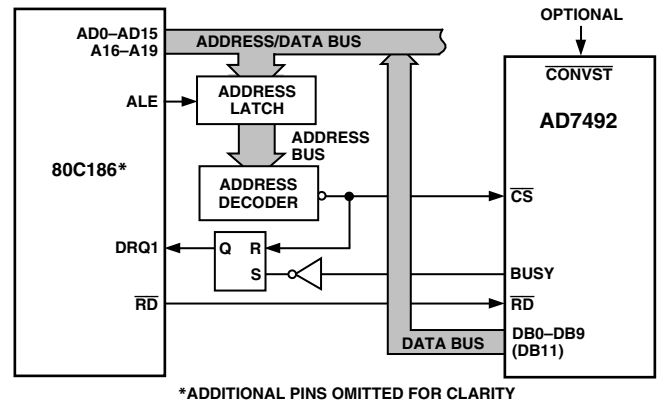 OPTIONAL
AD0–AD15
A16–A19
ADDRESS/DATA BUS
CONVST
ALE
ADDRESS
LATCH
AD7492
ADDRESS
BUS
80C186*
ADDRESS
DECODER
CS
DRQ1
Q
R
S
BUSY
RD
RD
DATA BUS
DB0–DB9
(DB11)
*ADDITIONAL PINS OMITTED FOR CLARITY